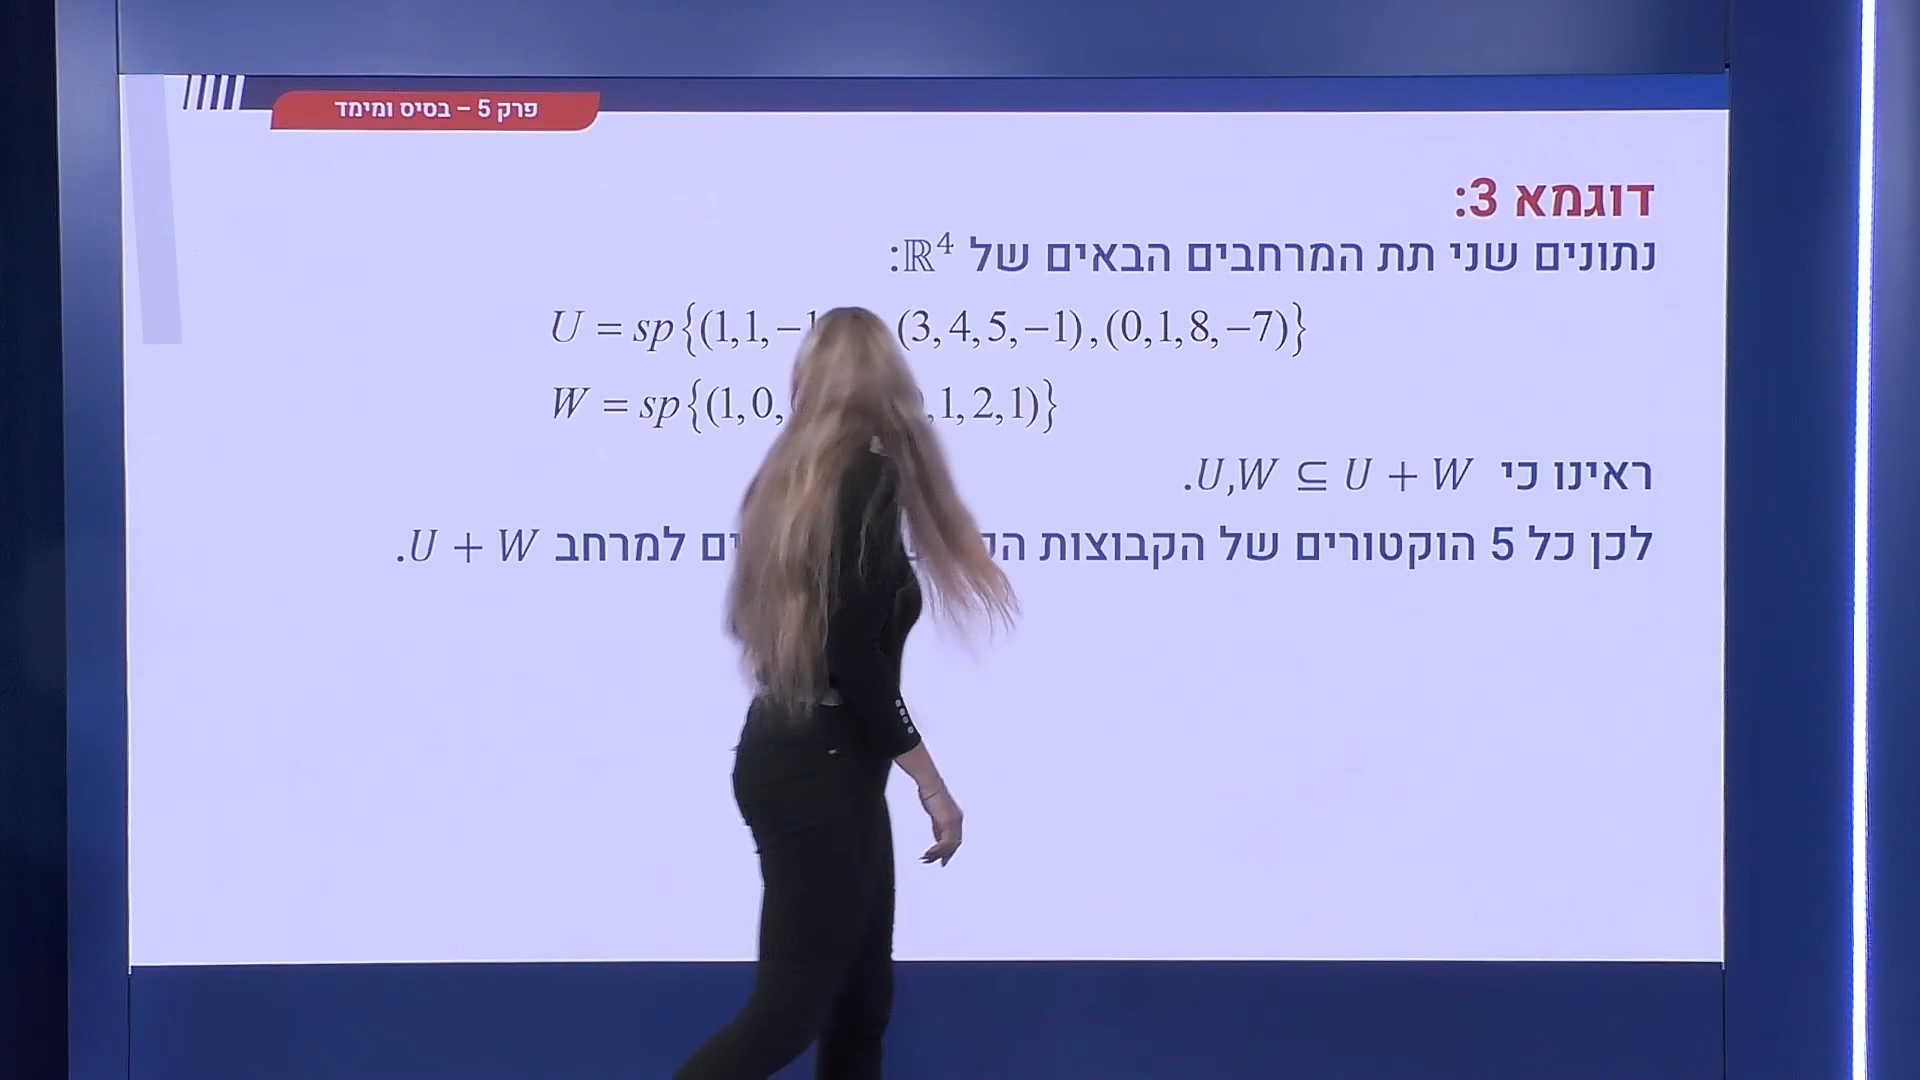 פרק 5 – בסיס ומימד
דוגמא 3:
נתונים שני תת המרחבים הבאים של ℝ⁴:
U = sp{(1,1,−1 (3,4,5,−1),(0,1,8,−7)}
W = sp{(1,0, ,1,2,1)}
ראינו כי U,W ⊆ U + W.
לכן כל 5 הוקטורים של הקבוצות למרחב U + W.